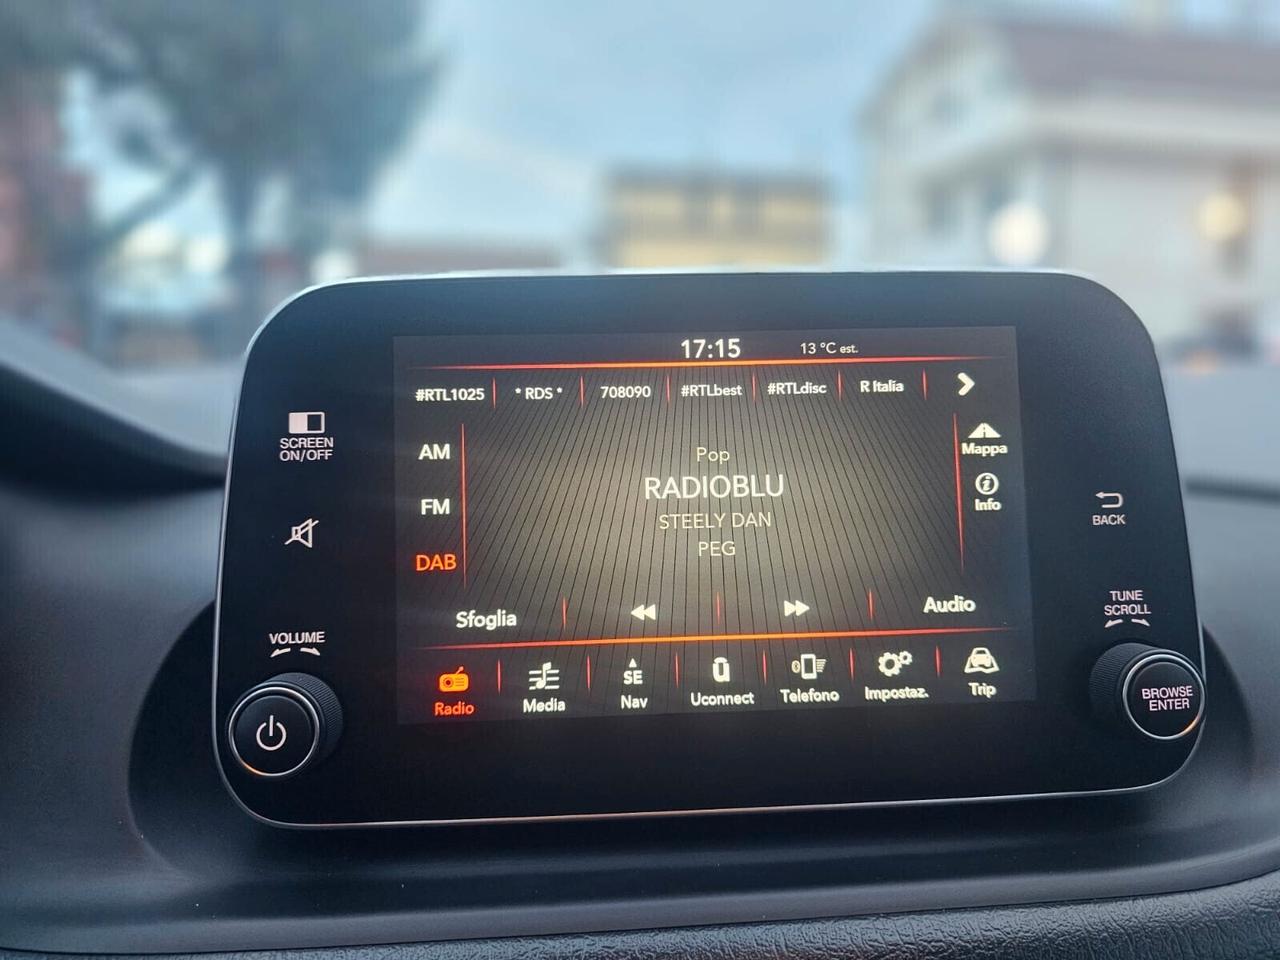 17:15 13 °C est.
#RTL1025 * RDS * 708090 #RTLbest #RTLdisc R Italia
SCREEN
ON/OFF
AM
FM
DAB
Pop
RADIOBLU
STEELY DAN
PEG
Mappa
Info
BACK
TUNE
SCROLL
Sfoglia Audio
VOLUME
Radio
Media
SE
Nav
Uconnect
Telefono
Impostaz.
Trip
BROWSE
ENTER